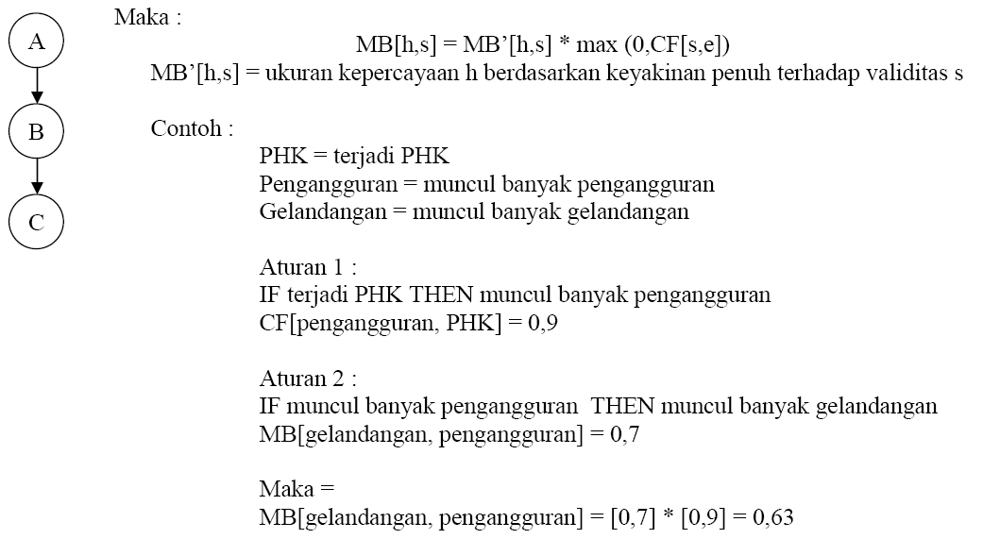 A
B
C
Maka :
MB[h,s] = MB’[h,s] * max (0,CF[s,e])
MB’[h,s] = ukuran kepercayaan h berdasarkan keyakinan penuh terhadap validitas s
Contoh :
PHK = terjadi PHK
Pengangguran = muncul banyak pengangguran
Gelandangan = muncul banyak gelandangan
Aturan 1 :
IF terjadi PHK THEN muncul banyak pengangguran
CF[pengangguran, PHK] = 0,9
Aturan 2 :
IF muncul banyak pengangguran THEN muncul banyak gelandangan
MB[gelandangan, pengangguran] = 0,7
Maka =
MB[gelandangan, pengangguran] = [0,7] * [0,9] = 0,63